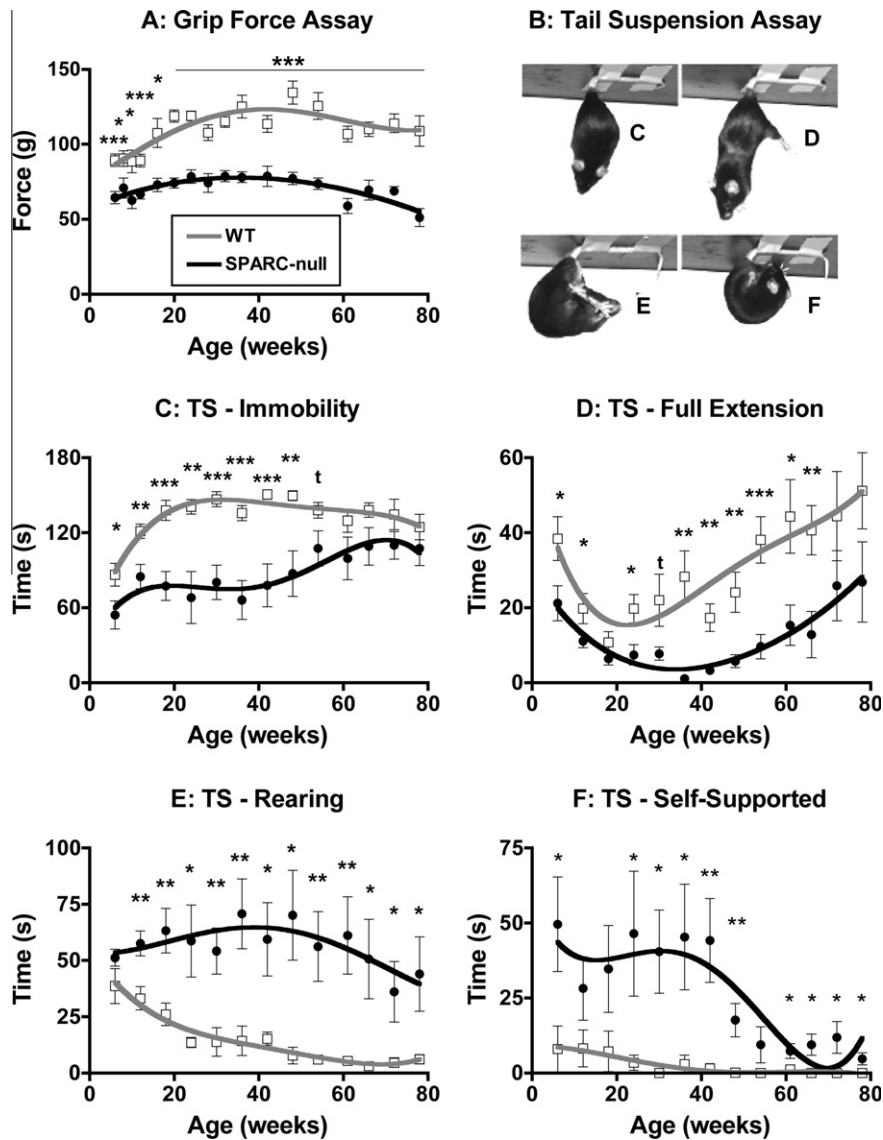 A: Grip Force Assay
***
*
***
*
*
***
150
100
50
0
Force (g)
WT
SPARC-null
0 20 40 60 80
Age (weeks)
B: Tail Suspension Assay
C
D
E
F
C: TS - Immobility
* ** *** ** *** *** *** ** t
180
120
60
0
Time (s)
0 20 40 60 80
Age (weeks)
D: TS - Full Extension
* * * t ** ** ** *** * **
60
40
20
0
Time (s)
0 20 40 60 80
Age (weeks)
E: TS - Rearing
** ** * ** ** * * ** ** * * *
100
75
50
25
0
Time (s)
0 20 40 60 80
Age (weeks)
F: TS - Self-Supported
* * * * ** ** * * * *
75
50
25
0
Time (s)
0 20 40 60 80
Age (weeks)